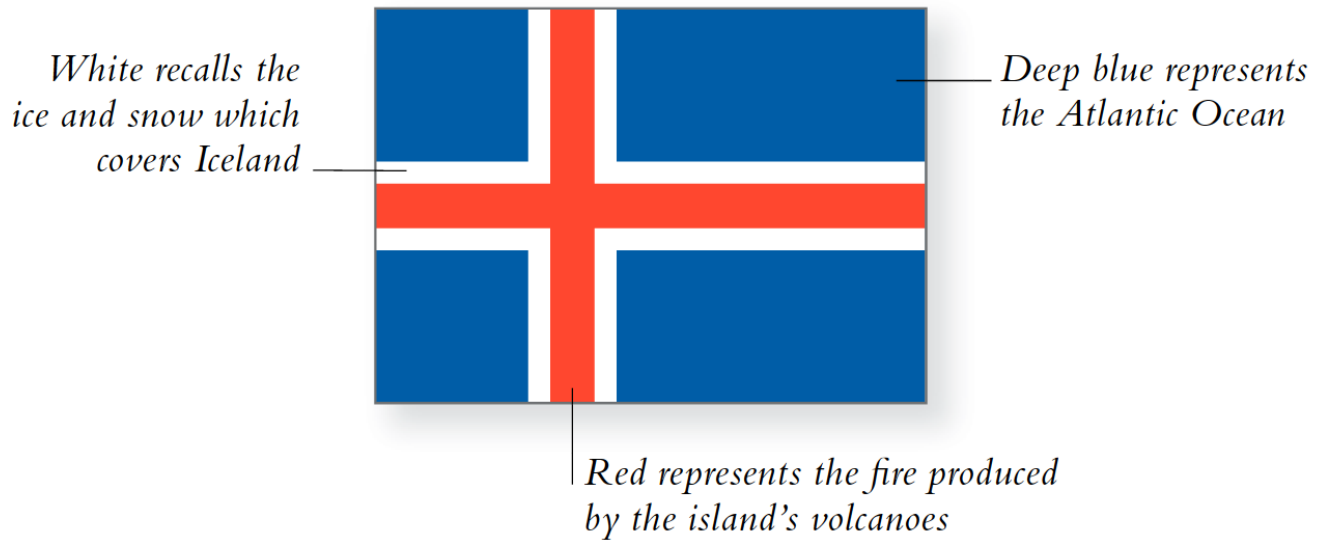 White recalls the
ice and snow which
covers Iceland
Deep blue represents
the Atlantic Ocean
Red represents the fire produced
by the island’s volcanoes